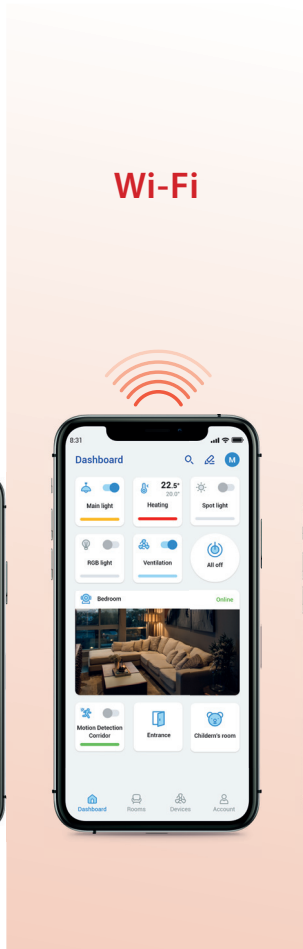 Wi-Fi
8:31
Dashboard
M
Main light
22.5°
20.0°
Heating
Spot light
RGB light
Ventilation
All off
Bedroom
Online
Motion Detection
Corridor
Entrance
Childern's room
Dashboard
Rooms
Devices
Account